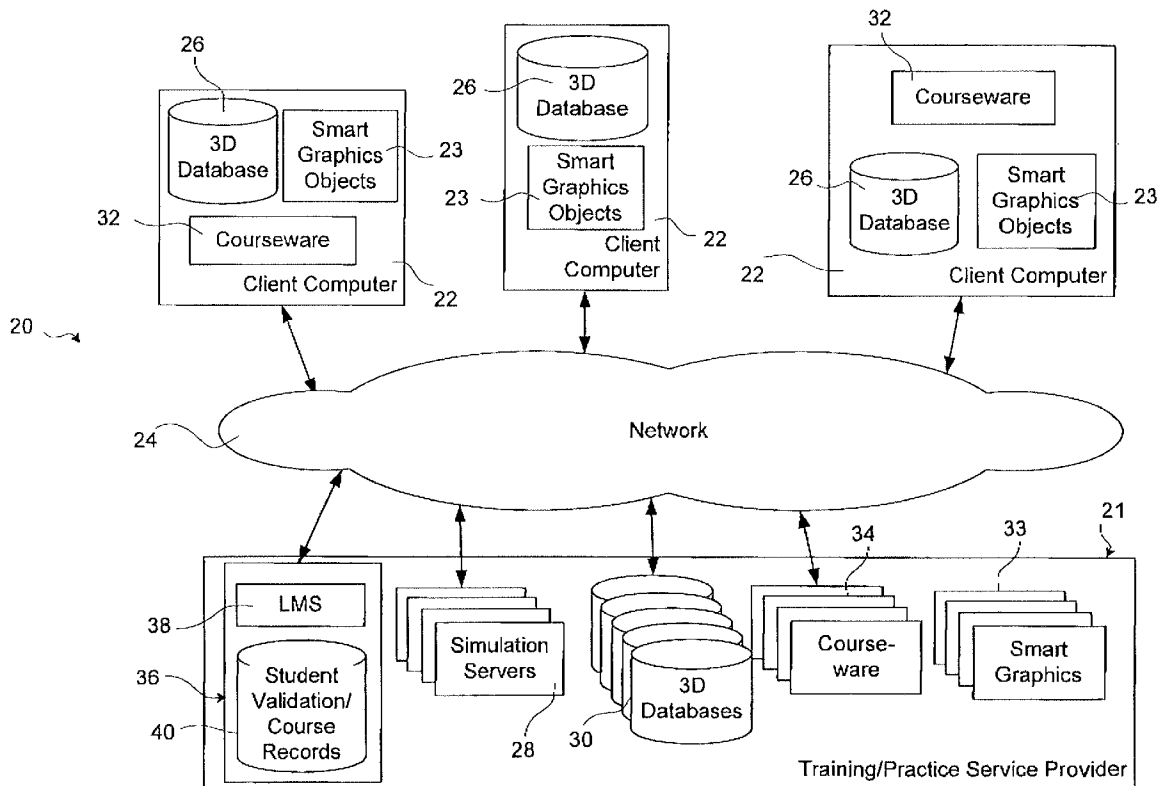 26
3D
Database
Smart
Graphics
Objects
23
32
Courseware
Client Computer
22
26
3D
Database
23
Smart
Graphics
Objects
Client
Computer
22
32
Courseware
26
3D
Database
Smart
Graphics
Objects
23
22
Client Computer
20
24
Network
21
38
LMS
36
40
Student
Validation/
Course
Records
Simulation
Servers
28
30
3D
Databases
34
Course-
ware
33
Smart
Graphics
Training/Practice Service Provider